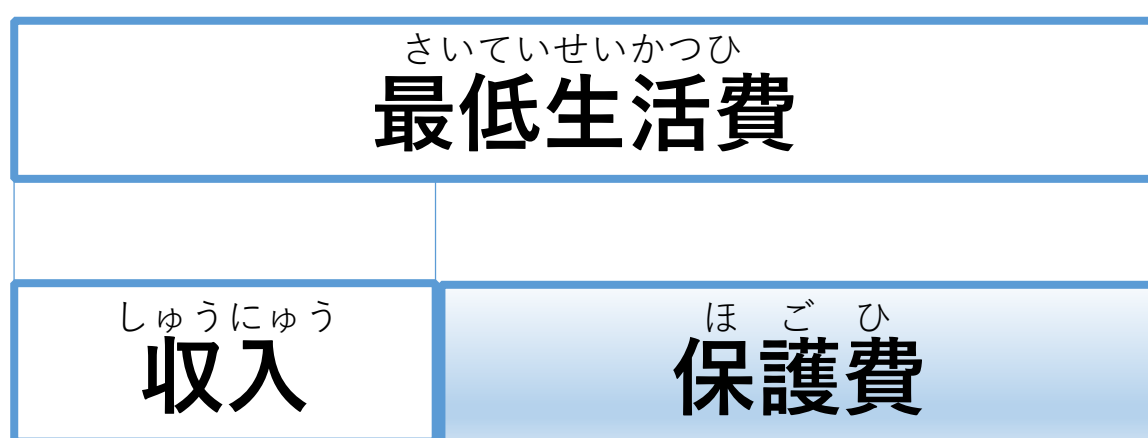 さいていせいかつひ
最低生活費
しゅうにゅう
収入
ほごひ
保護費